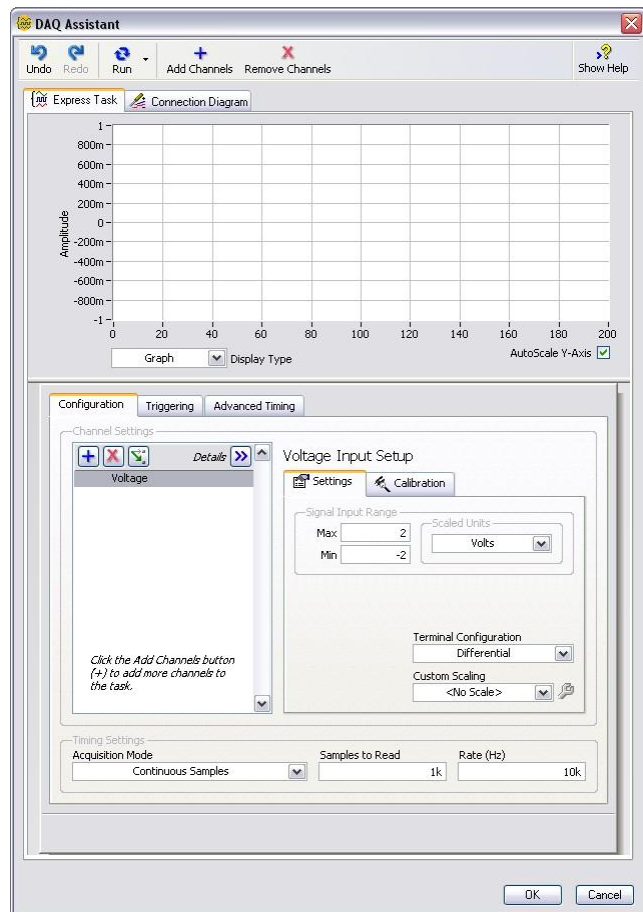 DAQ Assistant
Undo Redo Run Add Channels Remove Channels Show Help
Express Task Connection Diagram
1
800m
600m
400m
200m
0
-200m
-400m
-600m
-800m
-1
Amplitude
0 20 40 60 80 100 120 140 160 180 200
Graph Display Type AutoScale Y-Axis
Configuration Triggering Advanced Timing
Channel Settings
Details
Voltage
Click the Add Channels button
(+) to add more channels to
the task.
Voltage Input Setup
Settings Calibration
Signal Input Range
Max 2
Min -2
Scaled Units
Volts
Terminal Configuration
Differential
Custom Scaling
<No Scale>
Timing Settings
Acquisition Mode Samples to Read Rate (Hz)
Continuous Samples 1k 10k
OK Cancel